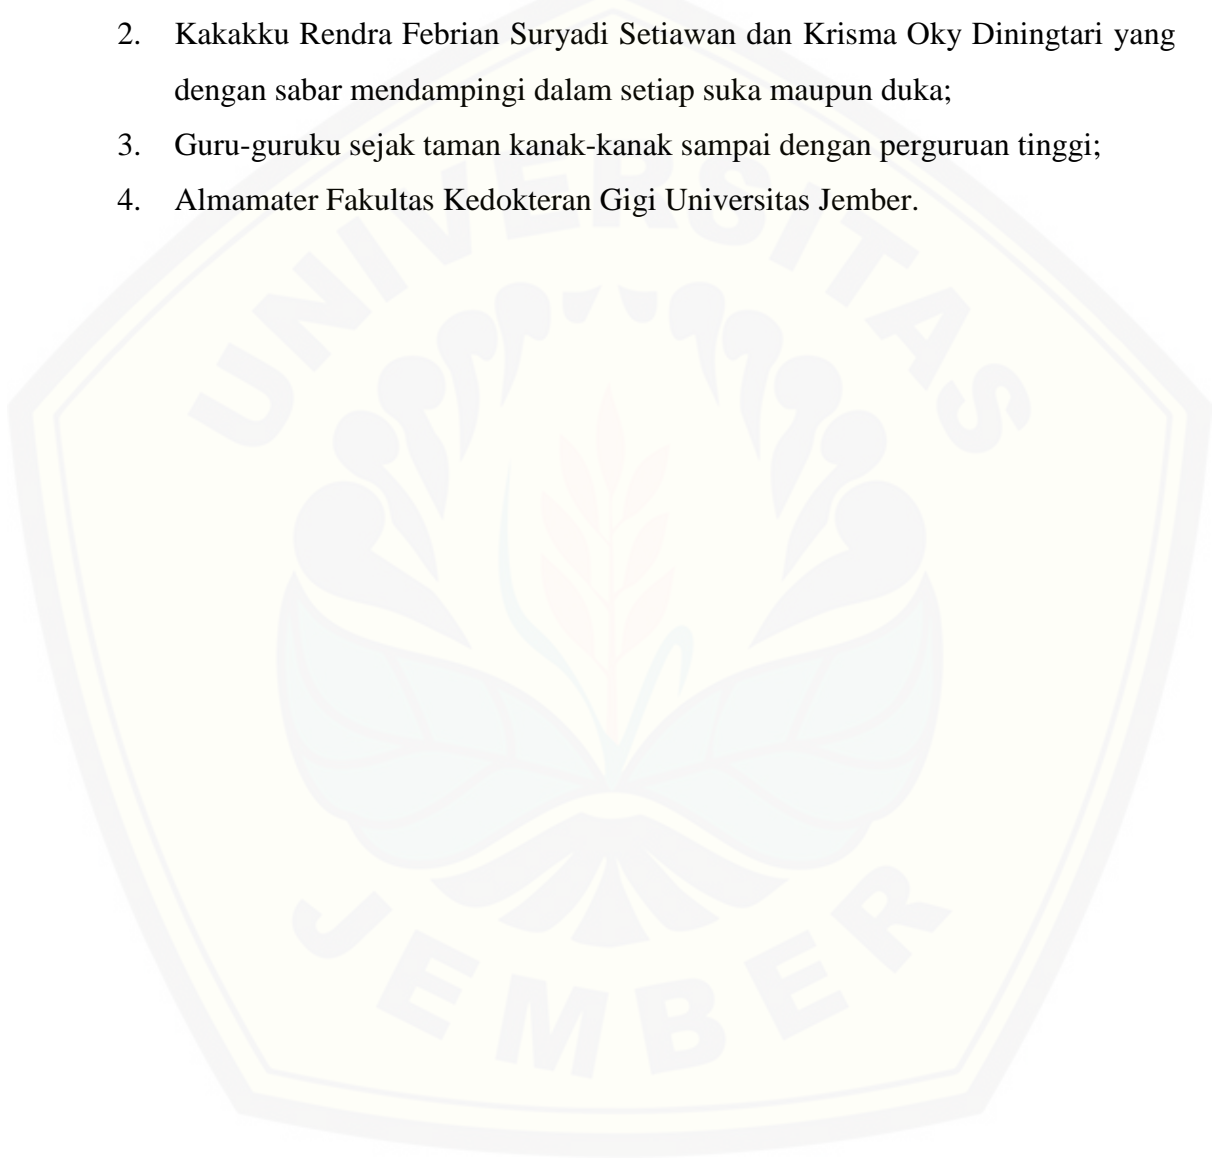 2. Kakakku Rendra Febrian Suryadi Setiawan dan Krisma Oky Diningtari yang
dengan sabar mendampingi dalam setiap suka maupun duka;
3. Guru-guruku sejak taman kanak-kanak sampai dengan perguruan tinggi;
4. Almamater Fakultas Kedokteran Gigi Universitas Jember.
UNIVERSITAS
JEMBER